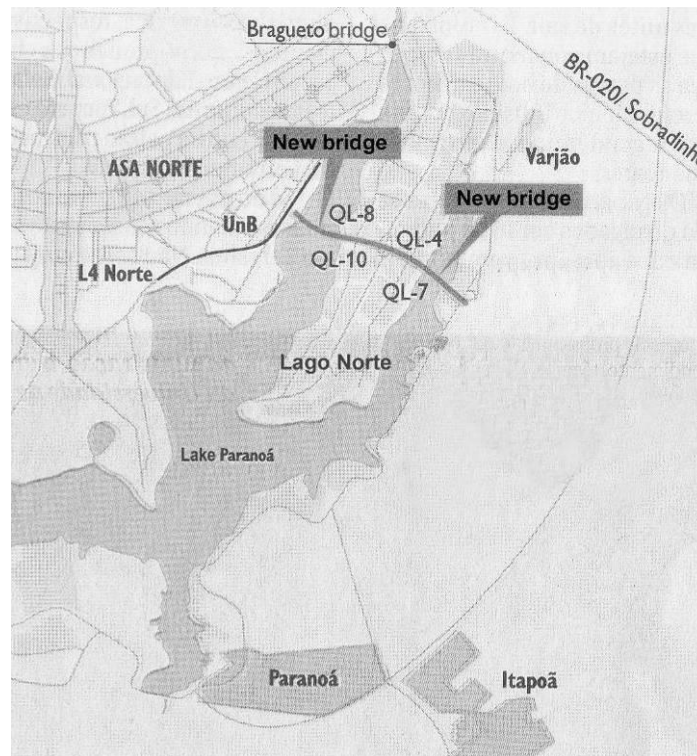 Bragueto bridge
BR-020/ Sobradinho
New bridge
Varjão
ASA NORTE
New bridge
UnB
QL-8
QL-4
L4 Norte
QL-10
QL-7
Lago Norte
Lake Paranoá
Paranoá
Itapoã